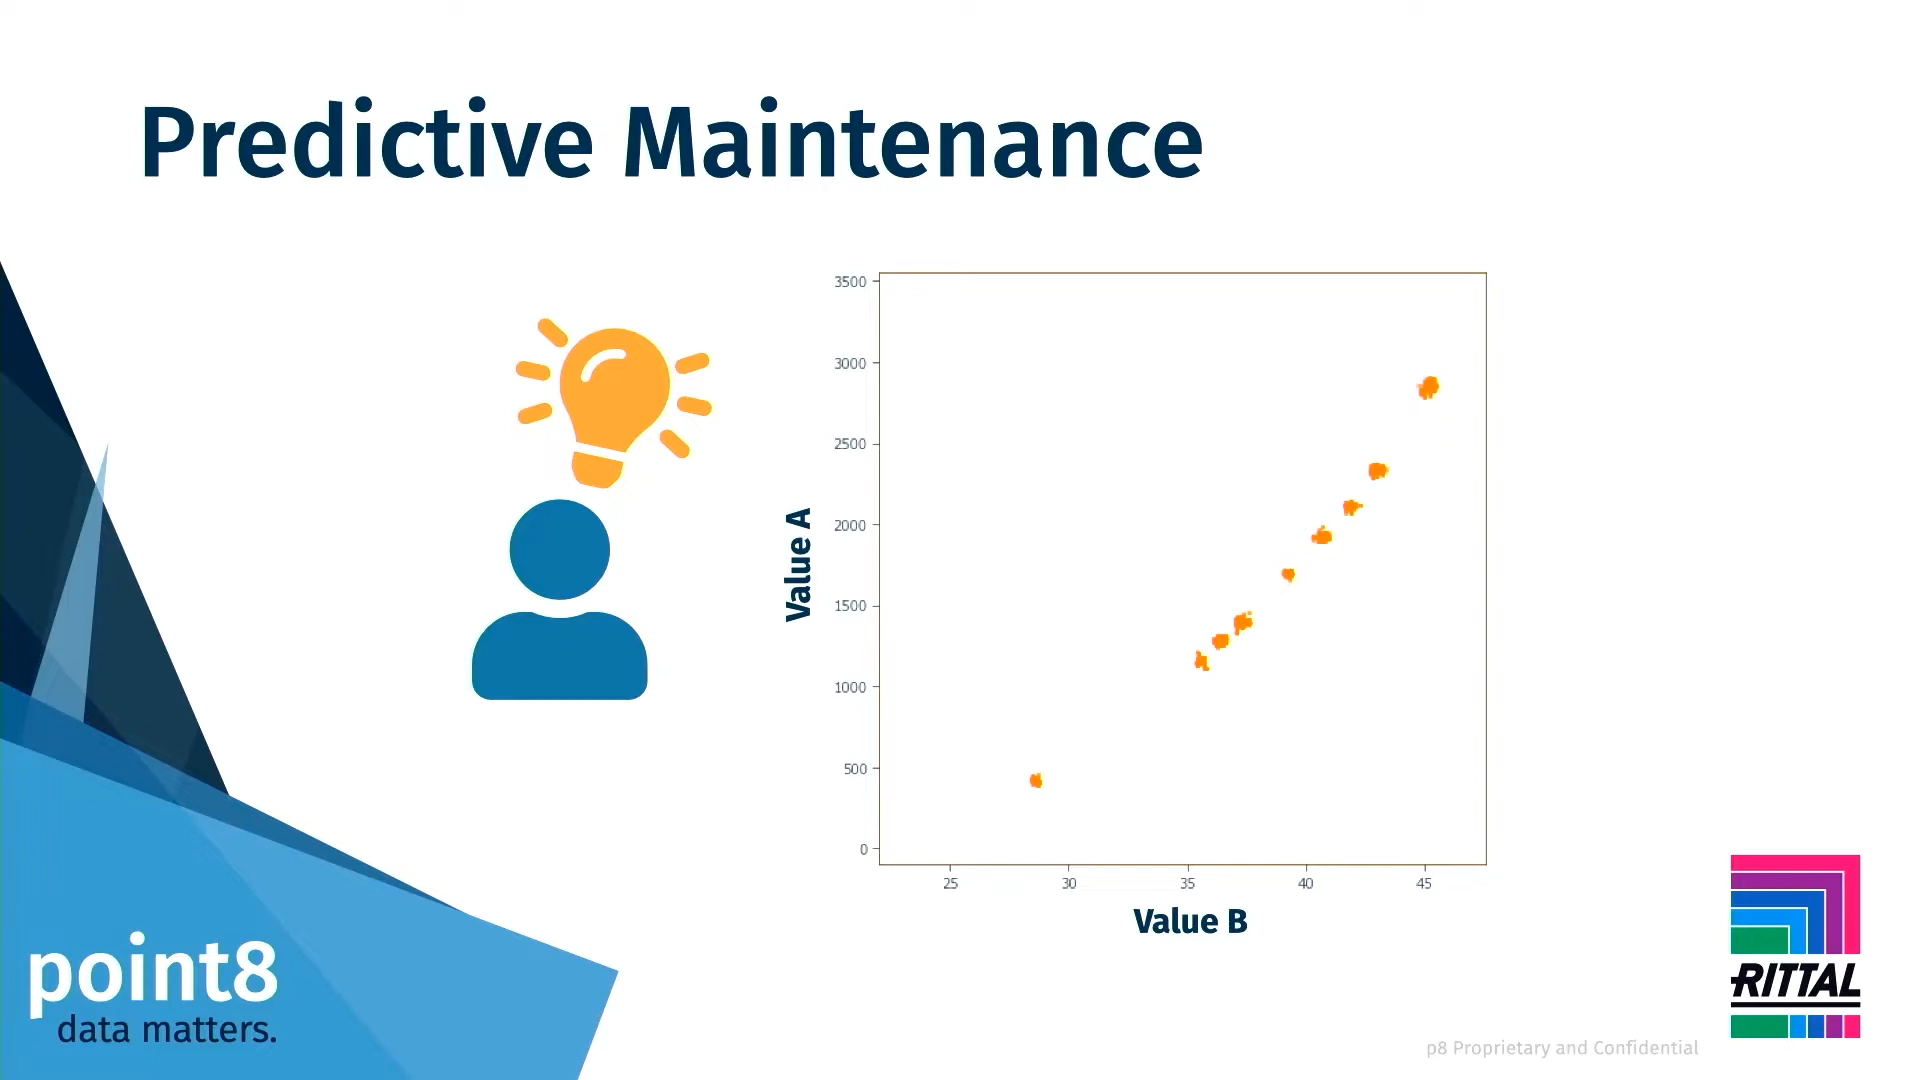 Predictive Maintenance
3500
3000
2500
2000
1500
1000
500
0
Value A
25 30 35 40 45
Value B
point8
data matters.
RITTAL
p8 Proprietary and Confidential